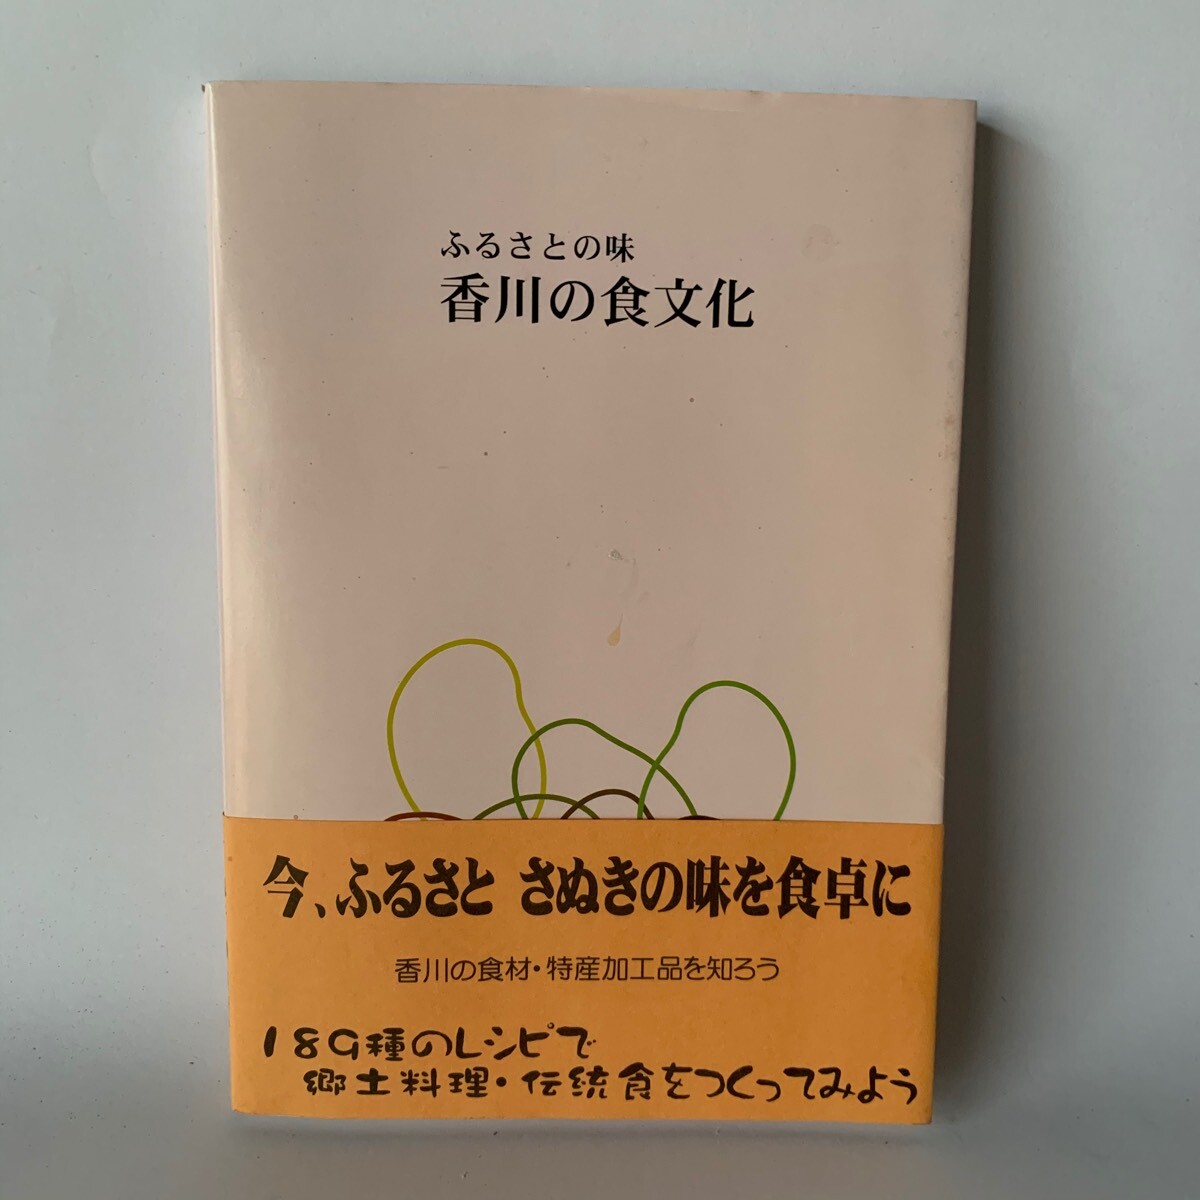 ふるさとの味
香川の食文化
今、ふるさと さぬきの味を食卓に
香川の食材・特産加工品を知ろう
189種のレシピで
郷土料理・伝統食をつくってみよう